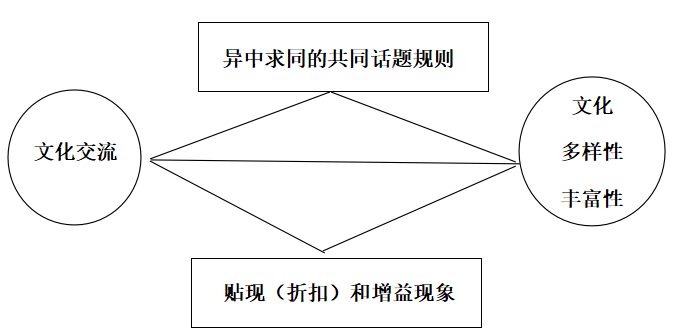 异中求同的共同话题规则
文化交流
文化
多样性
丰富性
贴现（折扣）和增益现象